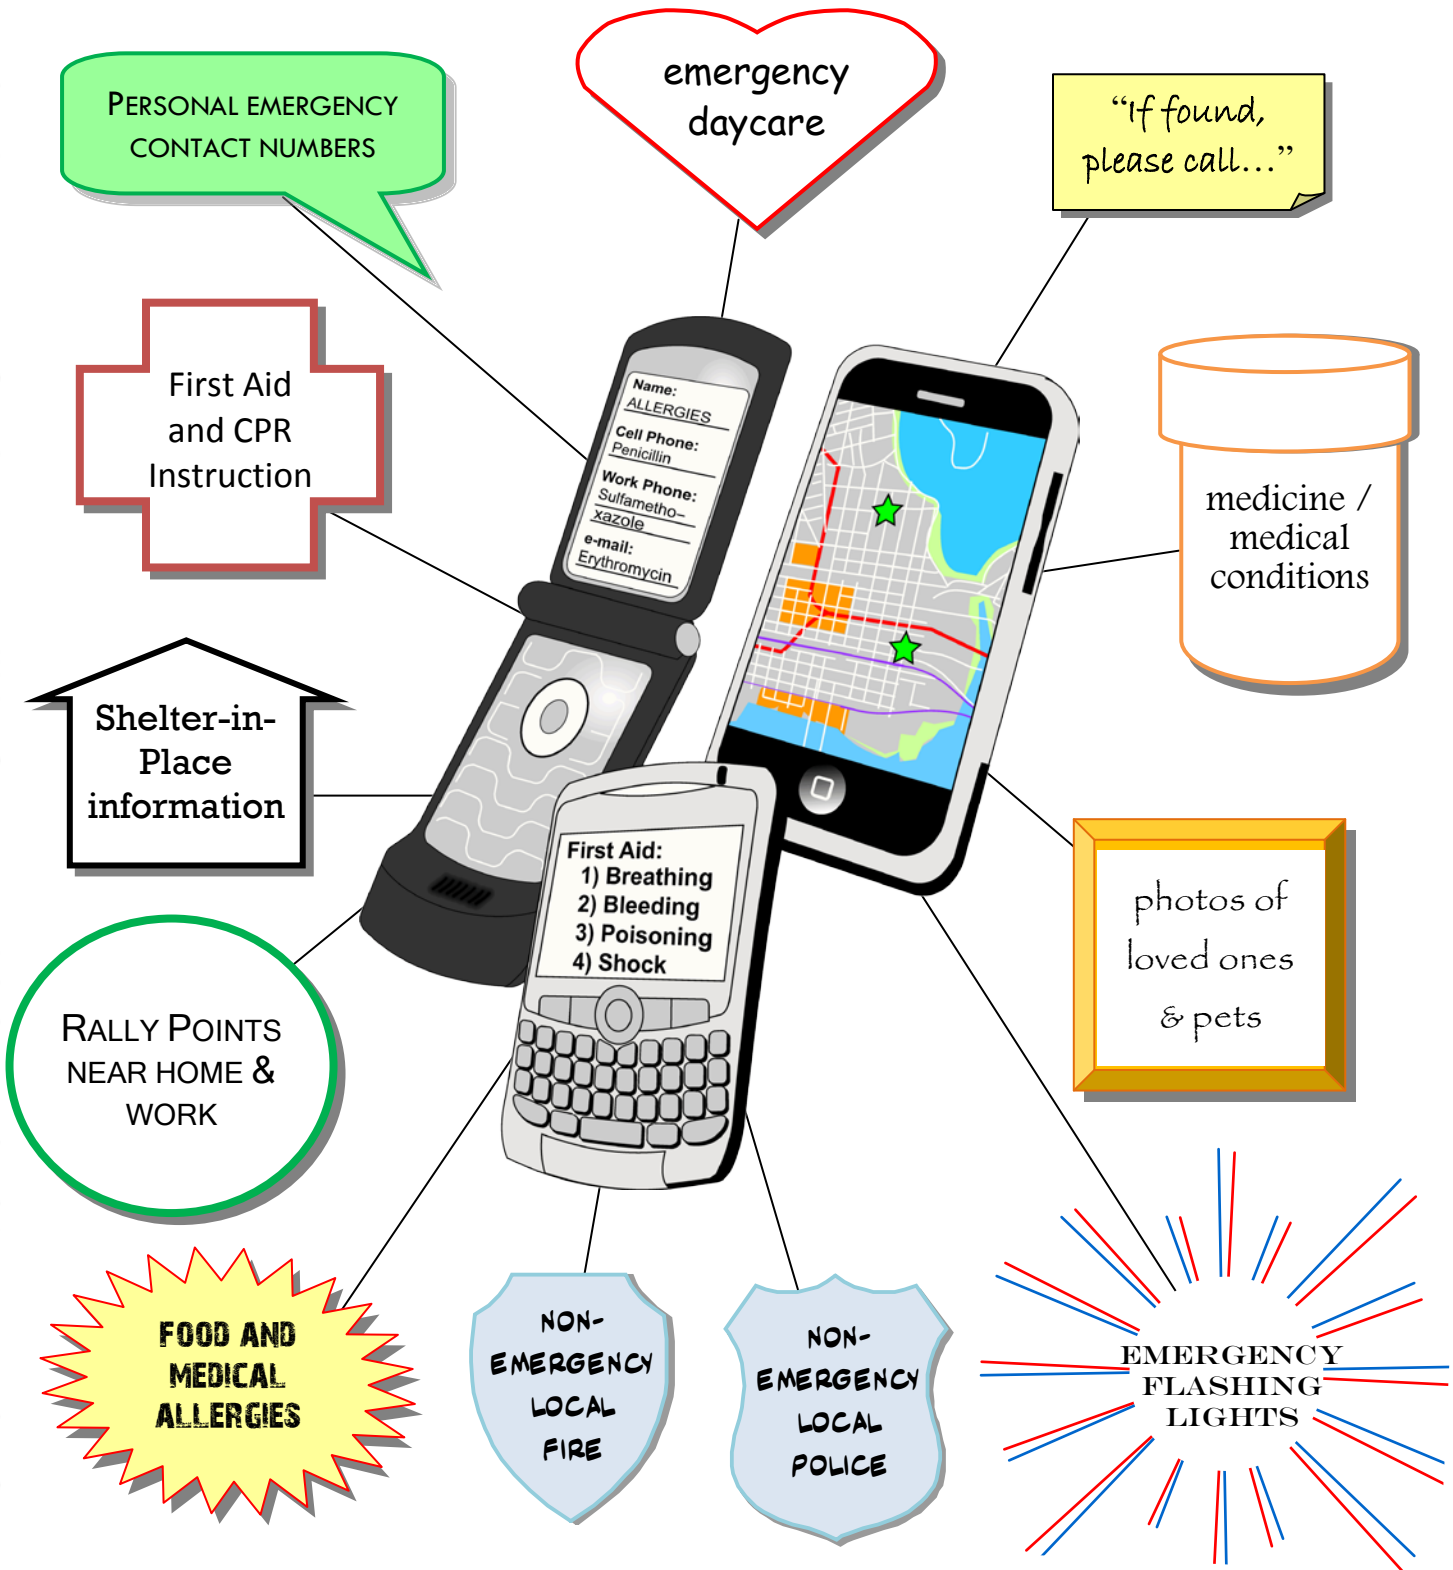 PERSONAL EMERGENCY
CONTACT NUMBERS
emergency
daycare
“If found,
please call...”
First Aid
and CPR
Instruction
Name:
ALLERGIES
Cell Phone:
Penicillin
Work Phone:
Sulfametho–
xazole
e-mail:
Erythromycin
medicine /
medical
conditions
Shelter-in-
Place
information
First Aid:
1) Breathing
2) Bleeding
3) Poisoning
4) Shock
photos of
loved ones
& pets
RALLY POINTS
NEAR HOME &
WORK
FOOD AND
MEDICAL
ALLERGIES
NON-
EMERGENCY
LOCAL
FIRE
NON-
EMERGENCY
LOCAL
POLICE
EMERGENCY
FLASHING
LIGHTS